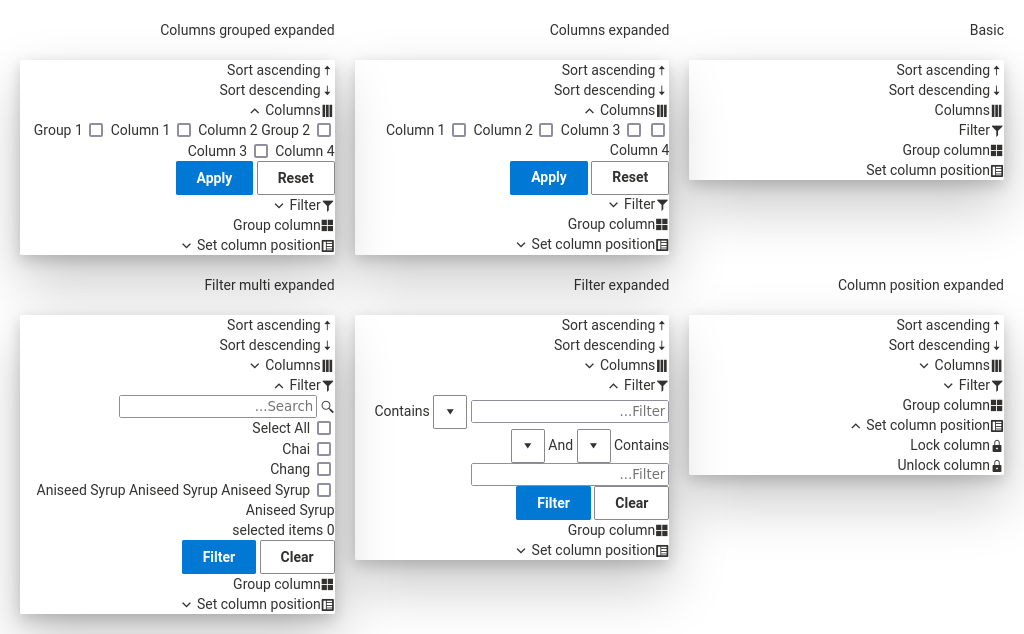 Columns grouped expanded
Sort ascending
Sort descending
Columns
Group 1 Column 1 Column 2 Group 2
Column 3 Column 4
Apply Reset
Filter
Group column
Set column position
Columns expanded
Sort ascending
Sort descending
Columns
Column 1 Column 2 Column 3
Column 4
Apply Reset
Filter
Group column
Set column position
Basic
Sort ascending
Sort descending
Columns
Filter
Group column
Set column position
Filter multi expanded
Sort ascending
Sort descending
Columns
Filter
...Search
Select All
Chai
Chang
Aniseed Syrup Aniseed Syrup Aniseed Syrup
Aniseed Syrup
selected items 0
Filter Clear
Group column
Set column position
Filter expanded
Sort ascending
Sort descending
Columns
Filter
Contains ...Filter
And Contains
...Filter
Filter Clear
Group column
Set column position
Column position expanded
Sort ascending
Sort descending
Columns
Filter
Group column
Set column position
Lock column
Unlock column